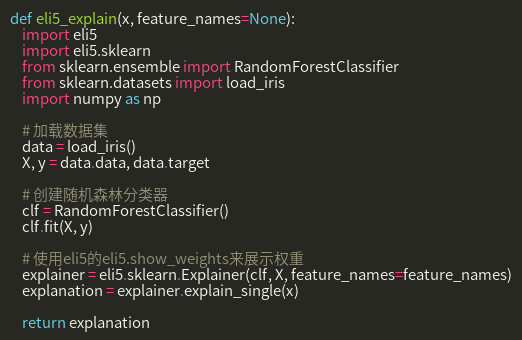 def eli5_explain(x, feature_names=None):
import eli5
import eli5.sklearn
from sklearn.ensemble import RandomForestClassifier
from sklearn.datasets import load_iris
import numpy as np
# 加载数据集
data = load_iris()
X, y = data.data, data.target
# 创建随机森林分类器
clf = RandomForestClassifier()
clf.fit(X, y)
# 使用eli5的eli5.show_weights来展示权重
explainer = eli5.sklearn.Explainer(clf, X, feature_names=feature_names)
explanation = explainer.explain_single(x)
return explanation